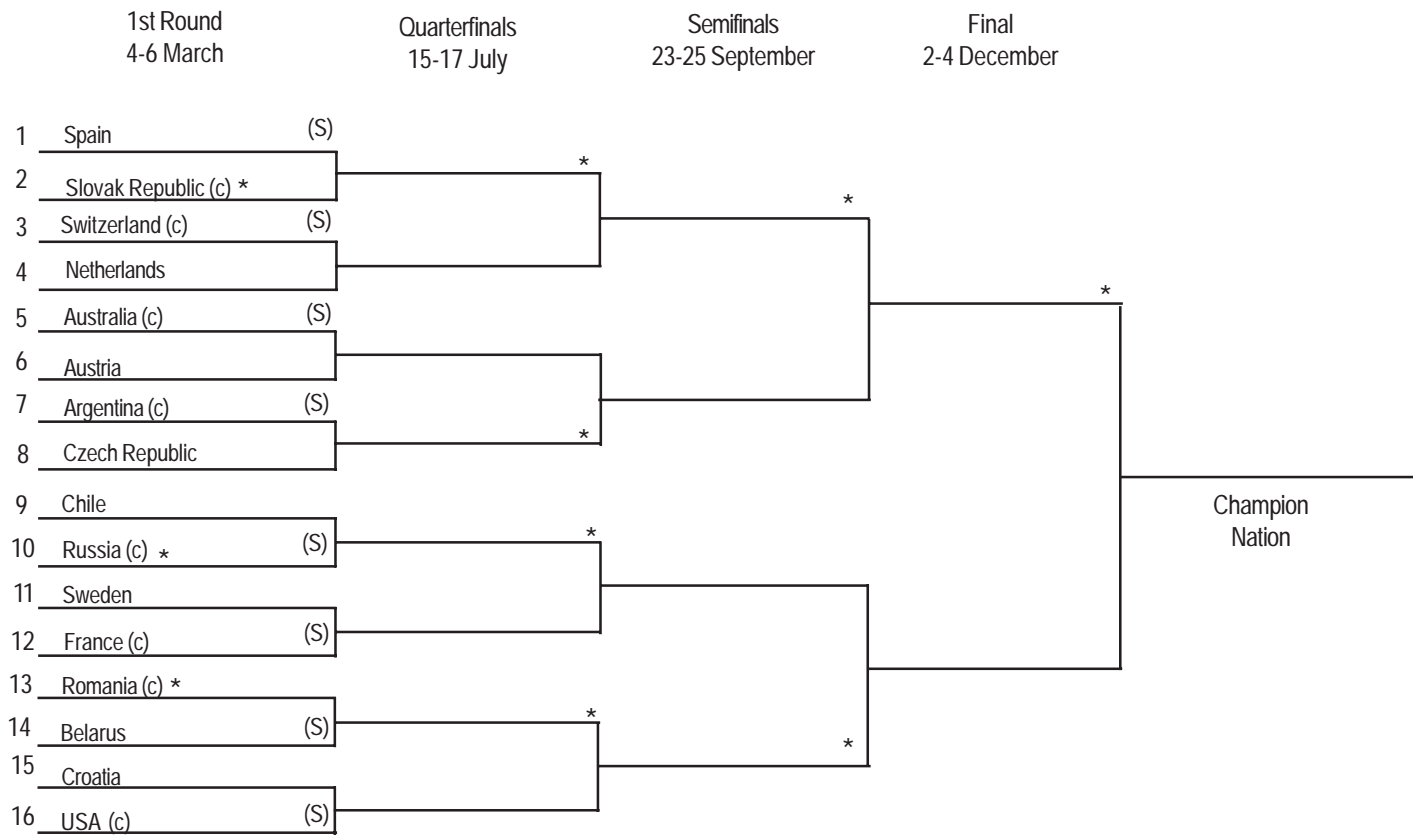 1st Round
4-6 March
Quarterfinals
15-17 July
Semifinals
23-25 September
Final
2-4 December
1 Spain (S)
2 Slovak Republic (c) *
3 Switzerland (c) (S)
4 Netherlands
5 Australia (c) (S)
6 Austria
7 Argentina (c) (S)
8 Czech Republic
9 Chile
10 Russia (c) * (S)
11 Sweden
12 France (c) (S)
13 Romania (c) *
14 Belarus (S)
15 Croatia
16 USA (c) (S)
*
*
*
*
*
*
*
Champion
Nation